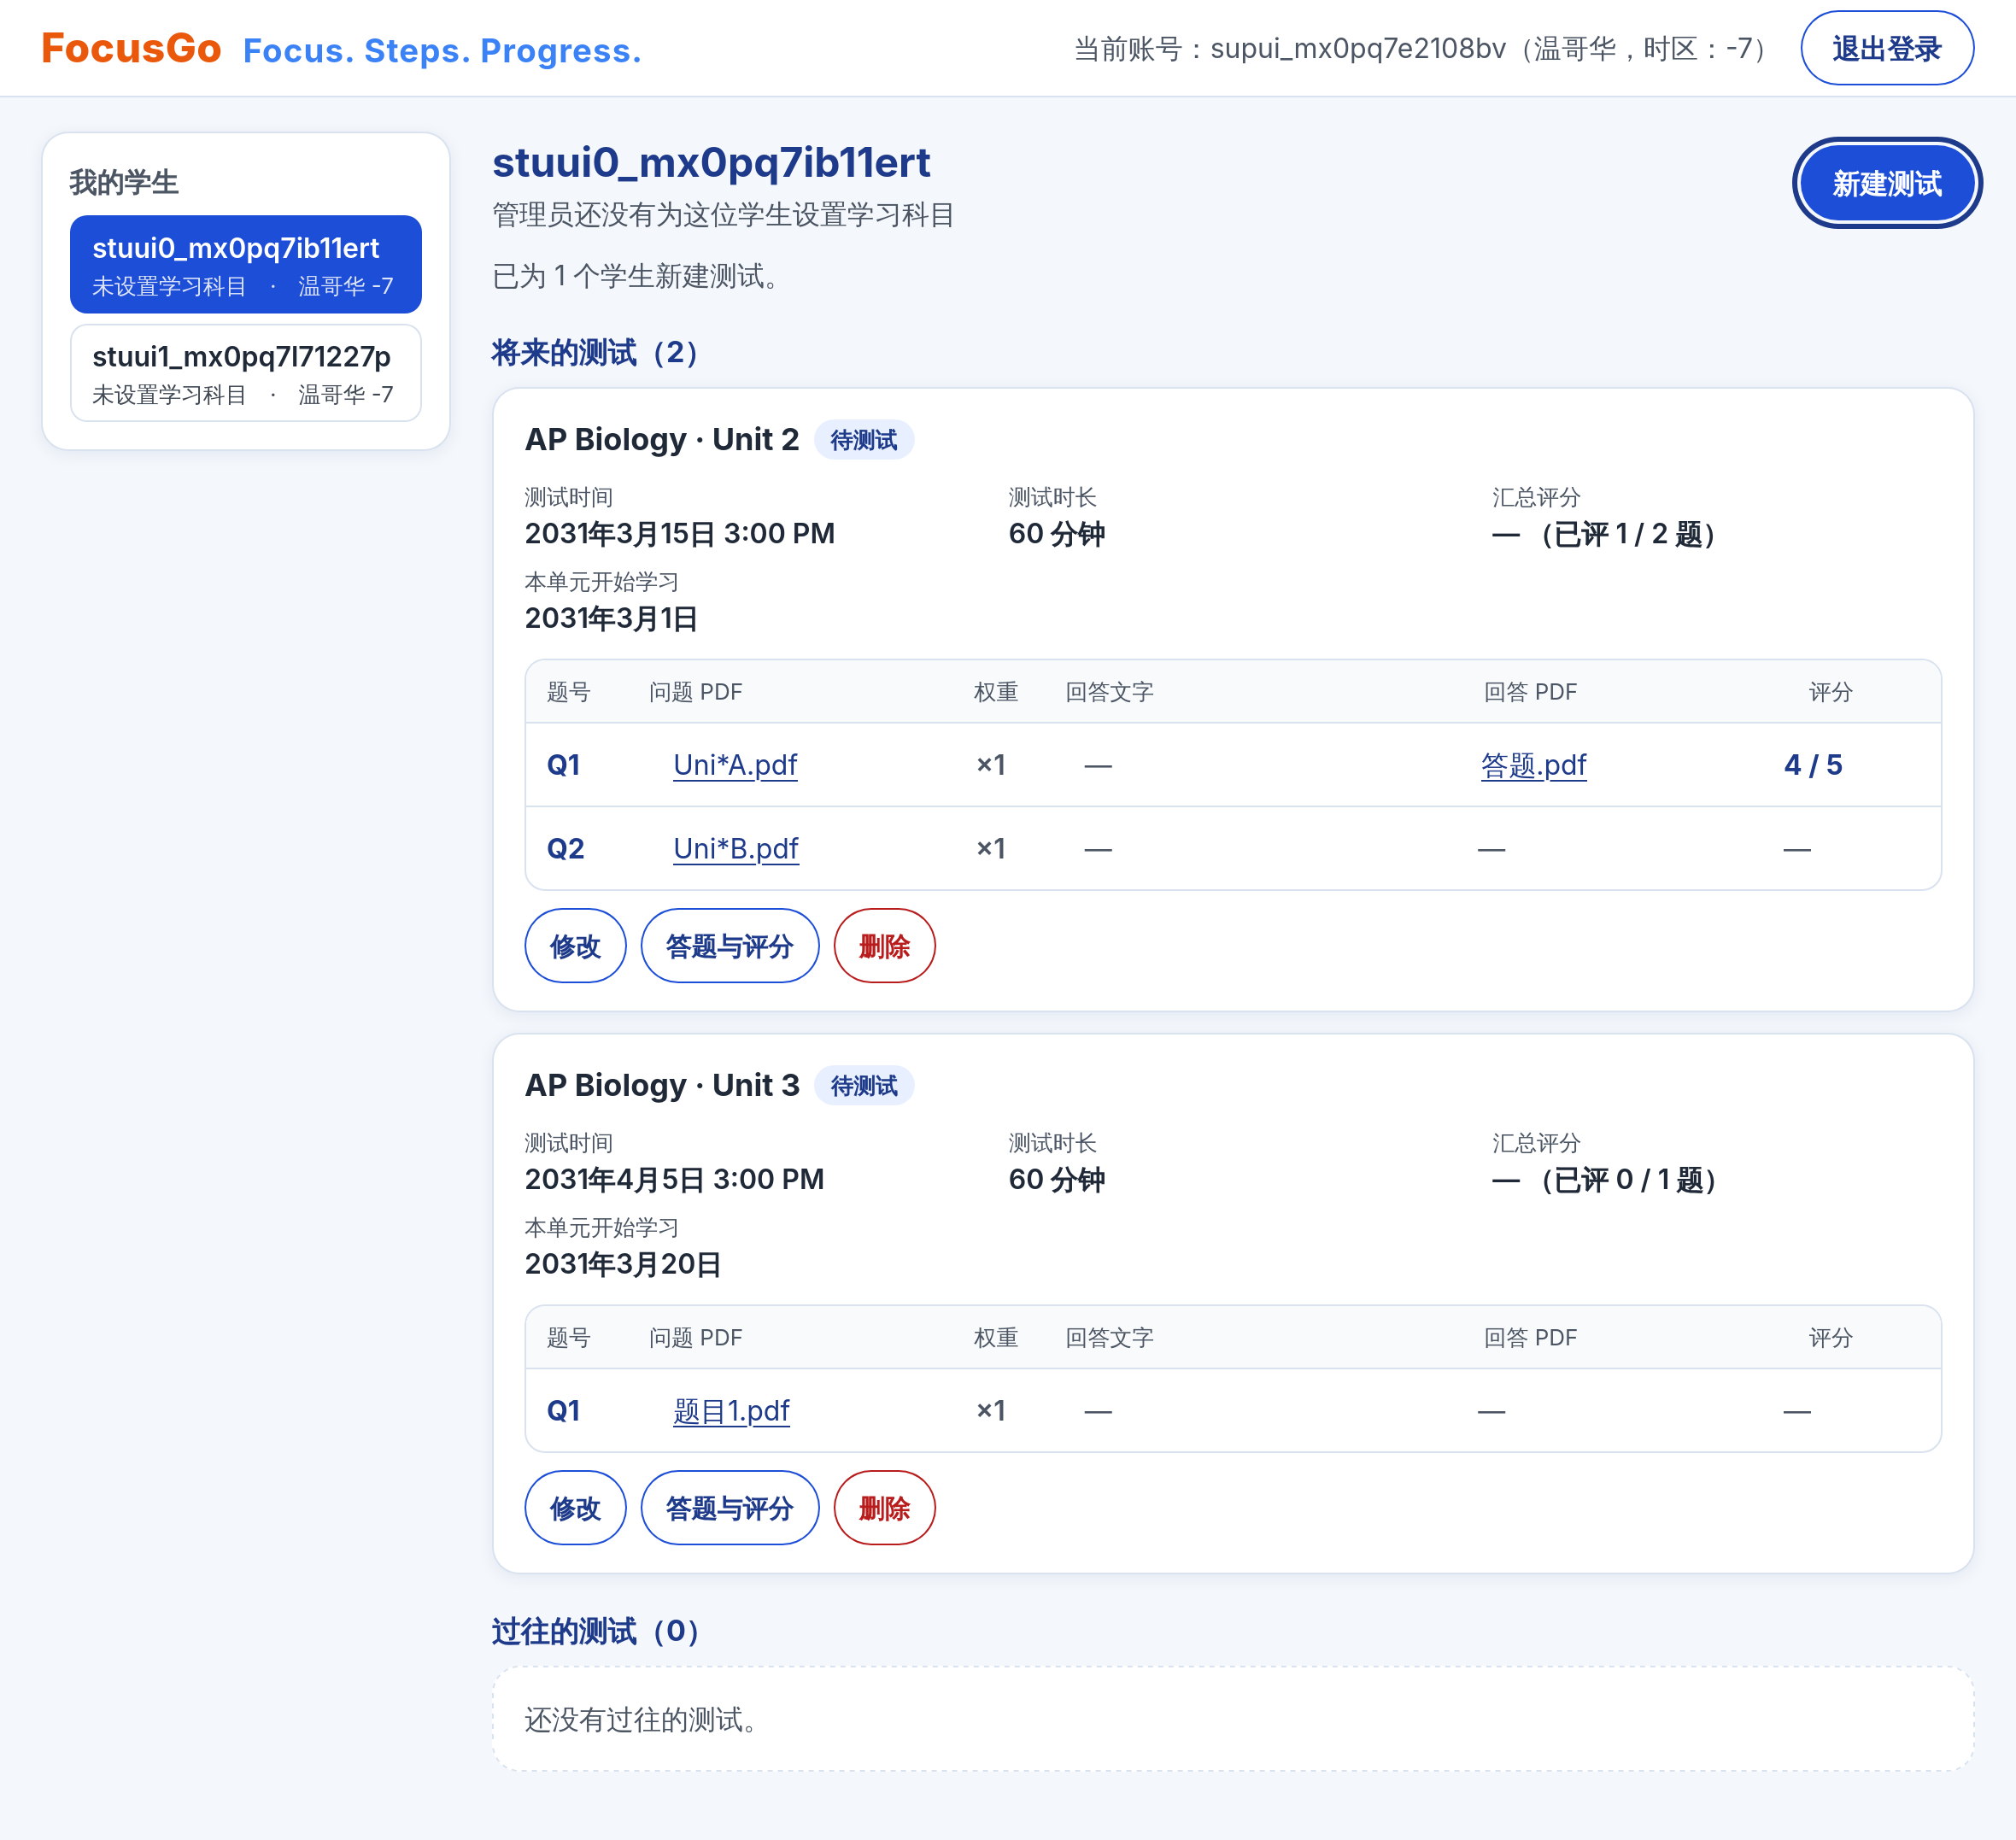 FocusGo Focus. Steps. Progress. 当前账号：supui_mx0pq7e2108bv（温哥华，时区：-7） 退出登录
我的学生
stuui0_mx0pq7ib11ert
未设置学习科目 · 温哥华 -7
stuui1_mx0pq7l71227p
未设置学习科目 · 温哥华 -7
stuui0_mx0pq7ib11ert 新建测试
管理员还没有为这位学生设置学习科目
已为 1 个学生新建测试。
将来的测试（2）
AP Biology · Unit 2 待测试
测试时间 测试时长 汇总评分
2031年3月15日 3:00 PM 60 分钟 — （已评 1 / 2 题）
本单元开始学习
2031年3月1日
题号 问题 PDF 权重 回答文字 回答 PDF 评分
Q1 Uni*A.pdf ×1 — 答题.pdf 4 / 5
Q2 Uni*B.pdf ×1 — — —
修改 答题与评分 删除
AP Biology · Unit 3 待测试
测试时间 测试时长 汇总评分
2031年4月5日 3:00 PM 60 分钟 — （已评 0 / 1 题）
本单元开始学习
2031年3月20日
题号 问题 PDF 权重 回答文字 回答 PDF 评分
Q1 题目1.pdf ×1 — — —
修改 答题与评分 删除
过往的测试（0）
还没有过往的测试。